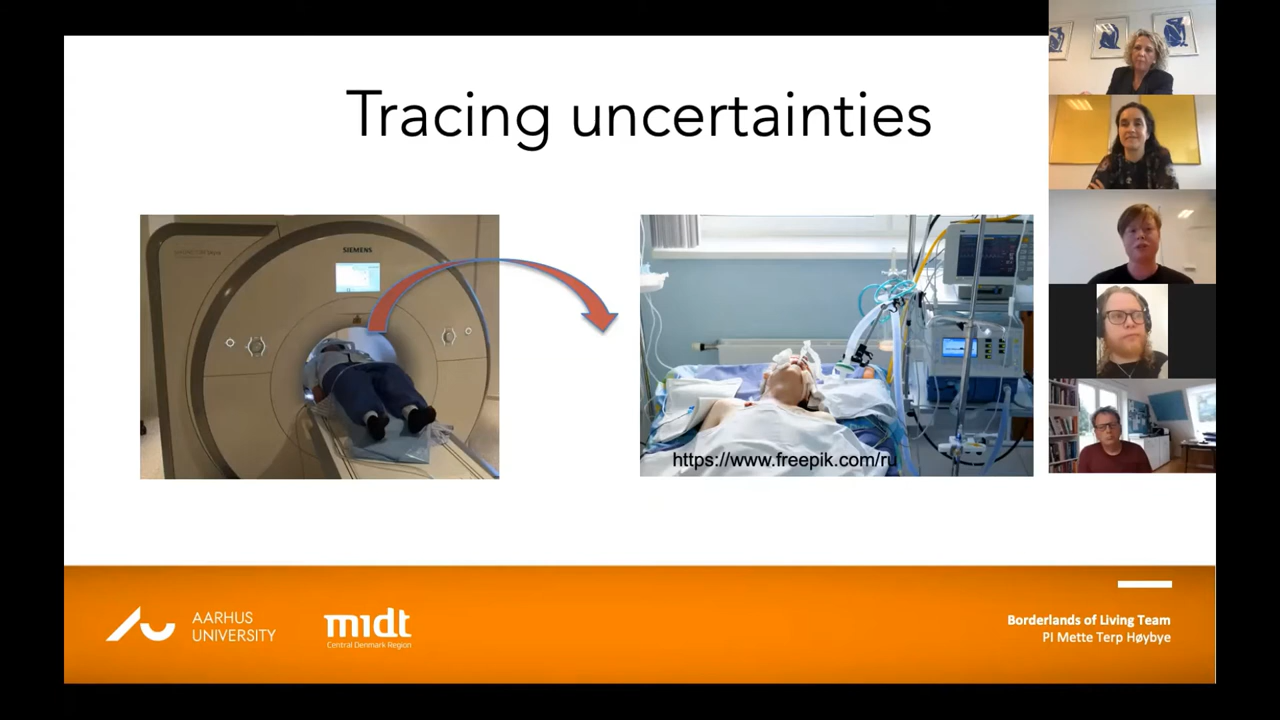 Tracing uncertainties
SIEMENS
https://www.freepik.com/ru
AARHUS
UNIVERSITY
midt
Central Denmark Region
Borderlands of Living Team
PI Mette Terp Høybye